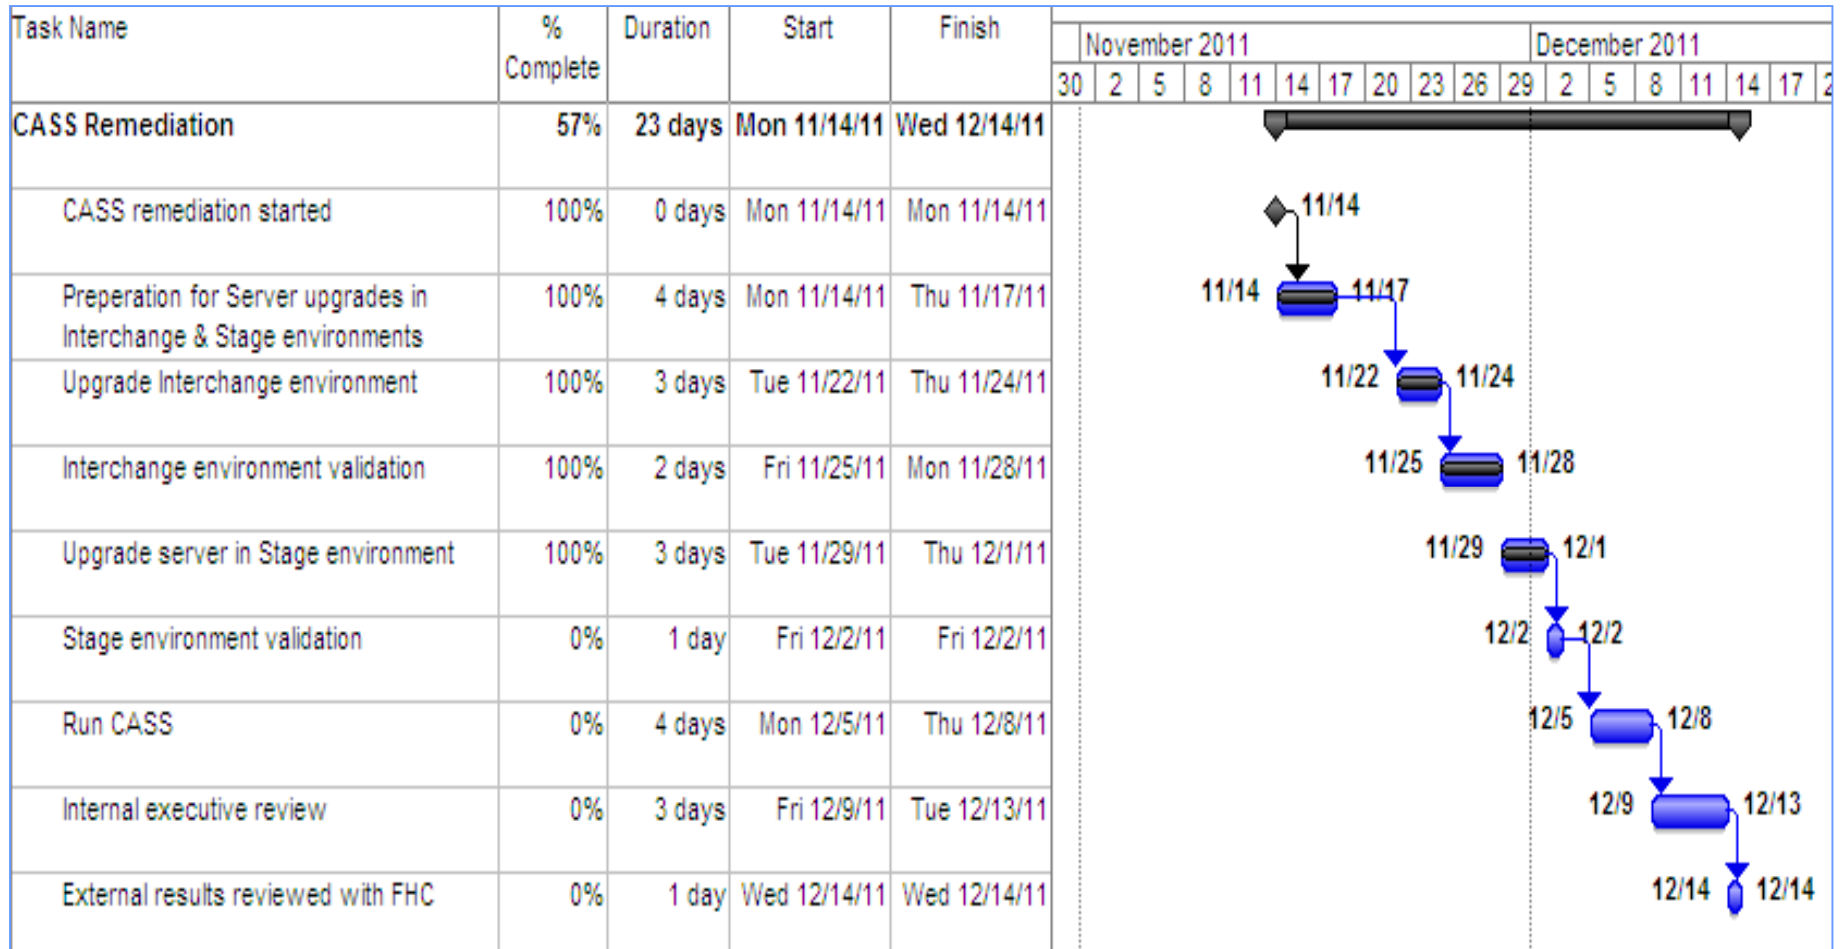 Task Name % Complete Duration Start Finish
November 2011 December 2011
30 2 5 8 11 14 17 20 23 26 29 2 5 8 11 14 17 2
CASS Remediation 57% 23 days Mon 11/14/11 Wed 12/14/11
CASS remediation started 100% 0 days Mon 11/14/11 Mon 11/14/11 11/14
Preperation for Server upgrades in 100% 4 days Mon 11/14/11 Thu 11/17/11 11/14 11/17
Interchange & Stage environments
Upgrade Interchange environment 100% 3 days Tue 11/22/11 Thu 11/24/11 11/22 11/24
Interchange environment validation 100% 2 days Fri 11/25/11 Mon 11/28/11 11/25 11/28
Upgrade server in Stage environment 100% 3 days Tue 11/29/11 Thu 12/1/11 11/29 12/1
Stage environment validation 0% 1 day Fri 12/2/11 Fri 12/2/11 12/2 12/2
Run CASS 0% 4 days Mon 12/5/11 Thu 12/8/11 12/5 12/8
Internal executive review 0% 3 days Fri 12/9/11 Tue 12/13/11 12/9 12/13
External results reviewed with FHC 0% 1 day Wed 12/14/11 Wed 12/14/11 12/14 12/14